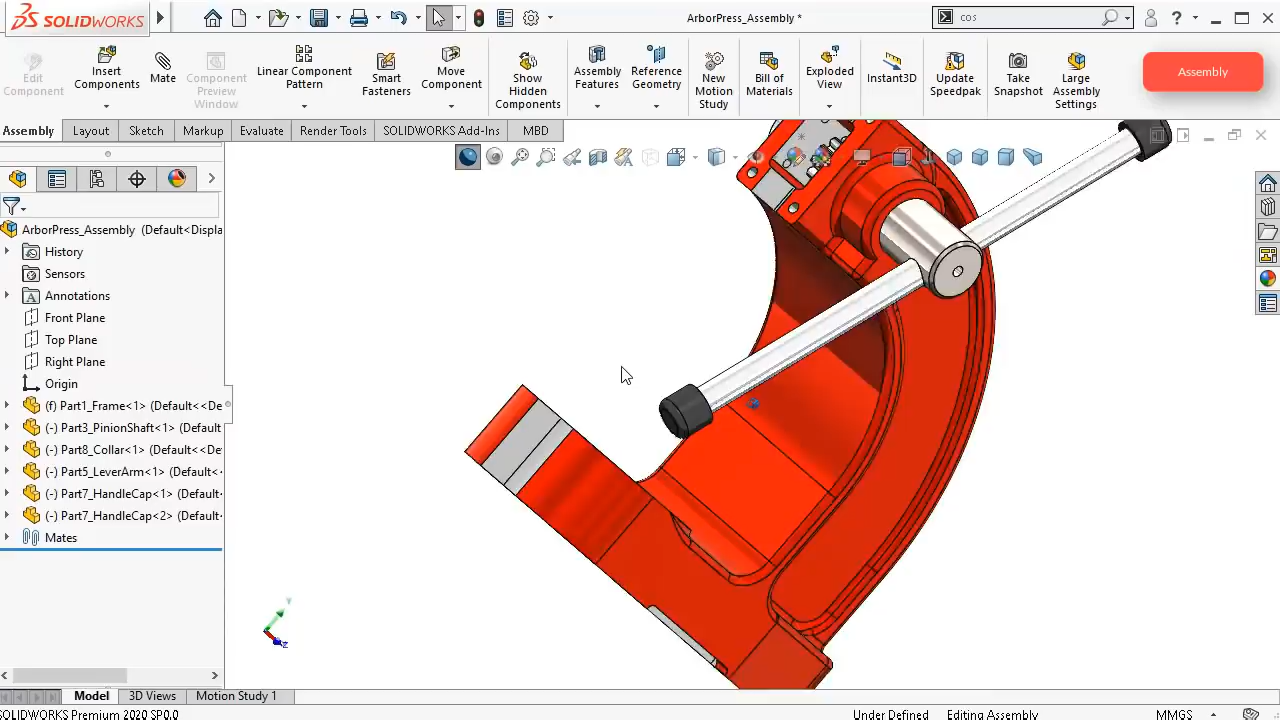 SOLIDWORKS
ArborPress_Assembly *
cos
?
Edit Component
Insert Components
Mate
Component Preview Window
Linear Component Pattern
Smart Fasteners
Move Component
Show Hidden Components
Assembly Features
Reference Geometry
New Motion Study
Bill of Materials
Exploded View
Instant3D
Update Speedpak
Take Snapshot
Large Assembly Settings
Assembly
Assembly
Layout
Sketch
Markup
Evaluate
Render Tools
SOLIDWORKS Add-Ins
MBD
ArborPress_Assembly (Default<Displa
History
Sensors
Annotations
Front Plane
Top Plane
Right Plane
Origin
(f) Part1_Frame<1> (Default<<De
(-) Part3_PinionShaft<1> (Default
(-) Part8_Collar<1> (Default<<De
(-) Part5_LeverArm<1> (Default<
(-) Part7_HandleCap<1> (Default
(-) Part7_HandleCap<2> (Default
Mates
Y
Z
Model
3D Views
Motion Study 1
SOLIDWORKS Premium 2020 SP0.0
Under Defined
Editing Assembly
MMGS